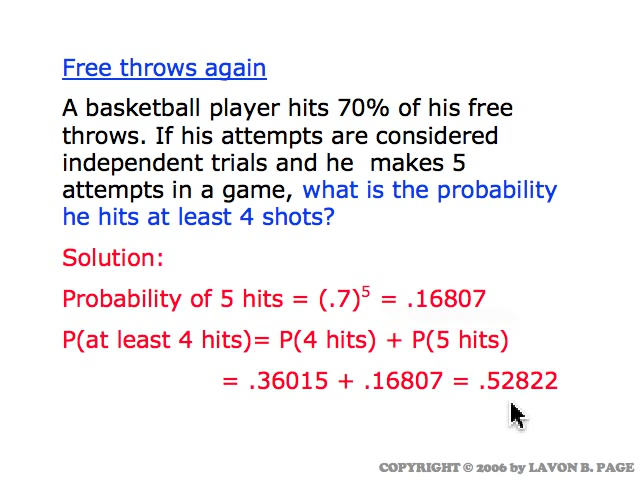 Free throws again
A basketball player hits 70% of his free
throws. If his attempts are considered
independent trials and he  makes 5
attempts in a game, what is the probability
he hits at least 4 shots?
Solution:
Probability of 5 hits = (.7)⁵ = .16807
P(at least 4 hits)= P(4 hits) + P(5 hits)
= .36015 + .16807 = .52822
COPYRIGHT © 2006 by LAVON B. PAGE